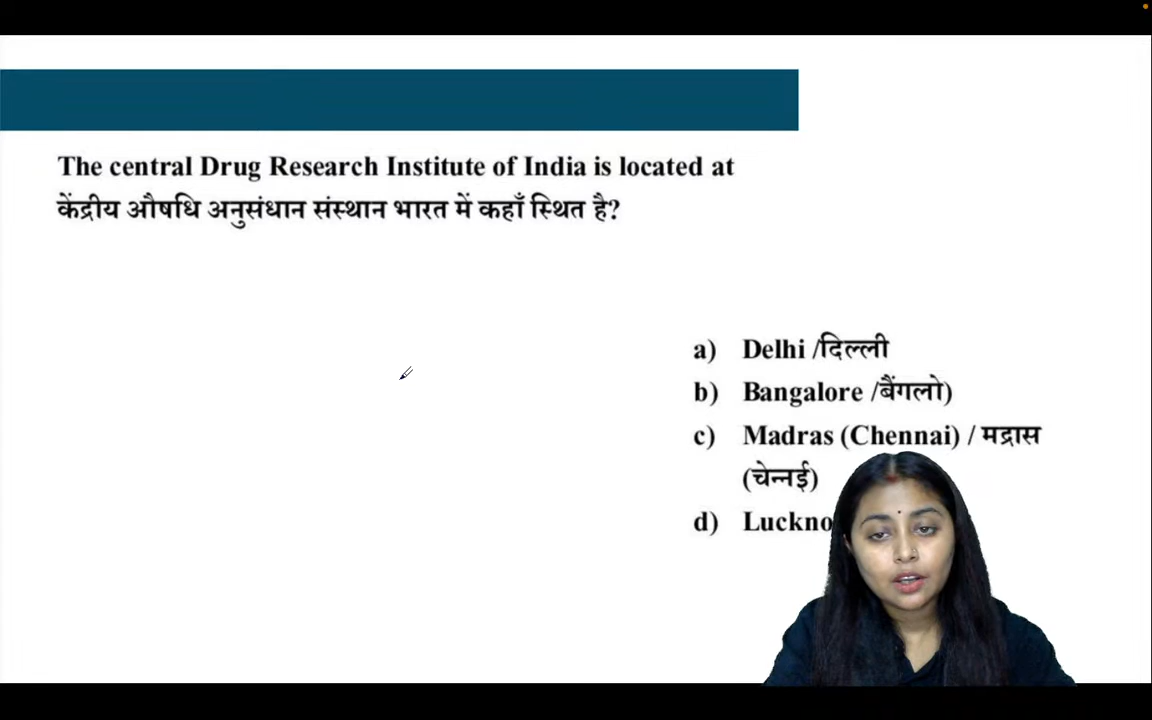 The central Drug Research Institute of India is located at
केंद्रीय औषधि अनुसंधान संस्थान भारत में कहाँ स्थित है?
a) Delhi /दिल्ली
b) Bangalore /बैंगलो)
c) Madras (Chennai) / मद्रास
(चेन्नई)
d) Luckno